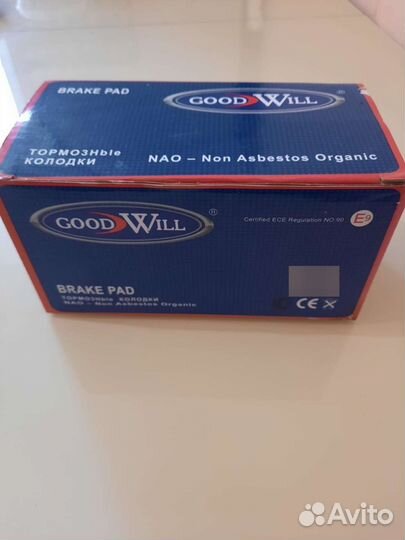 BRAKE PAD
GOOD WILL ®
ТОРМОЗНЫЕ
КОЛОДКИ
NAO – Non Asbestos Organic
GOOD WILL ®
Certified ECE Regulation NO.90 E9
BRAKE PAD
ТОРМОЗНЫЕ КОЛОДКИ
NAO – Non Asbestos Organic
CE
Avito